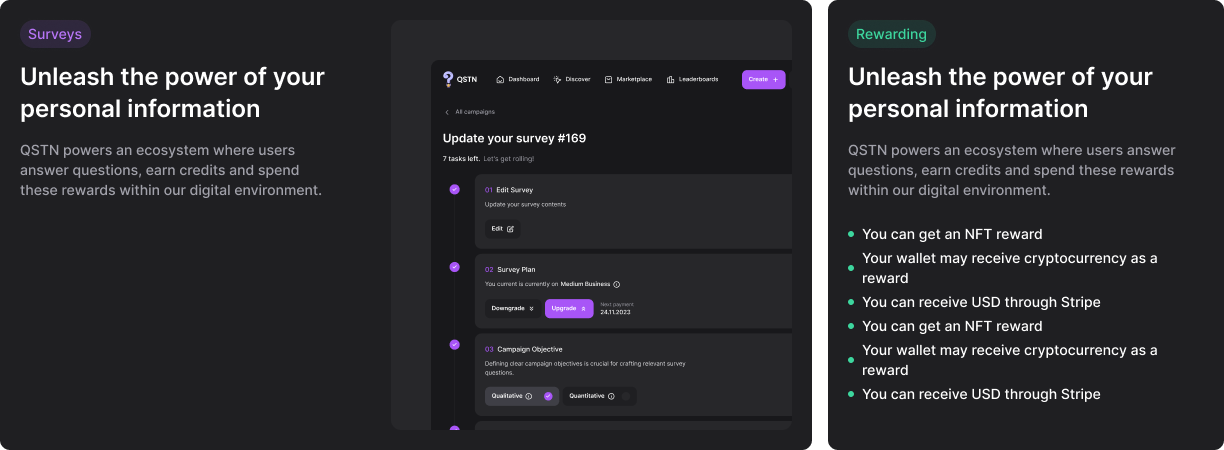 Surveys
Unleash the power of your
personal information
QSTN powers an ecosystem where users
answer questions, earn credits and spend
these rewards within our digital environment.
QSTN
Dashboard
Discover
Marketplace
Leaderboards
Create +
All campaigns
Update your survey #169
7 tasks left. Let's get rolling!
01 Edit Survey
Update your survey contents
Edit
02 Survey Plan
You current is currently on Medium Business
Downgrade
Upgrade
Next payment
24.11.2023
03 Campaign Objective
Defining clear campaign objectives is crucial for crafting relevant survey
questions.
Qualitative
Quantitative
Rewarding
Unleash the power of your
personal information
QSTN powers an ecosystem where users answer
questions, earn credits and spend these rewards
within our digital environment.
You can get an NFT reward
Your wallet may receive cryptocurrency as a
reward
You can receive USD through Stripe
You can get an NFT reward
Your wallet may receive cryptocurrency as a
reward
You can receive USD through Stripe